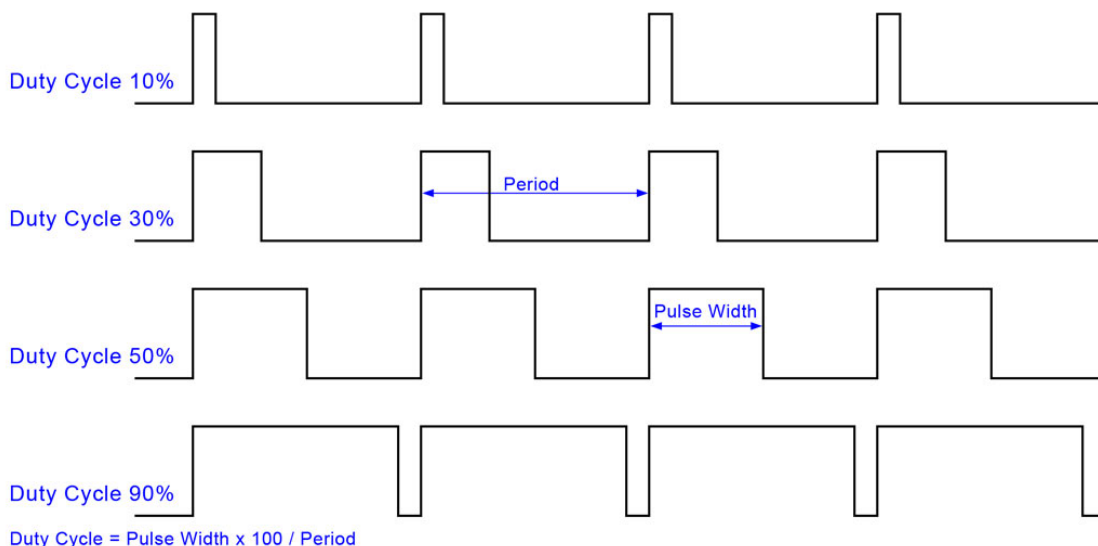 Duty Cycle 10%
Duty Cycle 30%
Period
Duty Cycle 50%
Pulse Width
Duty Cycle 90%
Duty Cycle = Pulse Width x 100 / Period